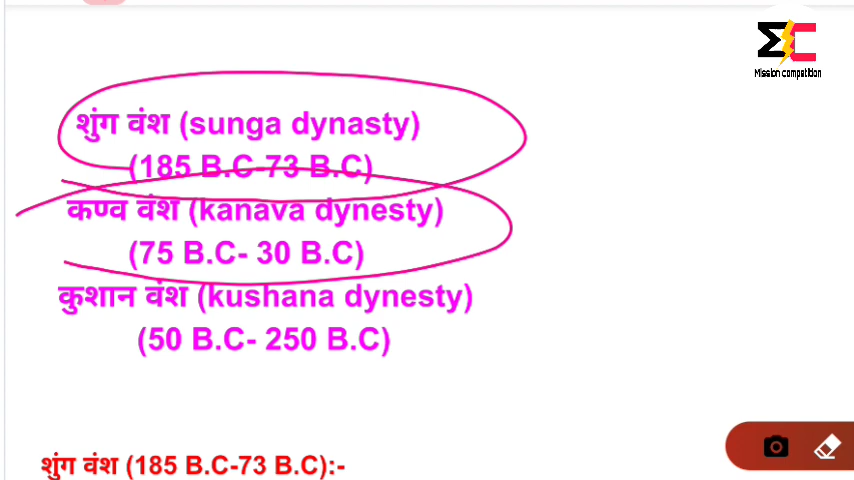 Mission competition
शुंग वंश (sunga dynasty)
(185 B.C-73 B.C)
कण्व वंश (kanava dynesty)
(75 B.C- 30 B.C)
कुशान वंश (kushana dynesty)
(50 B.C- 250 B.C)
शुंग वंश (185 B.C-73 B.C):-